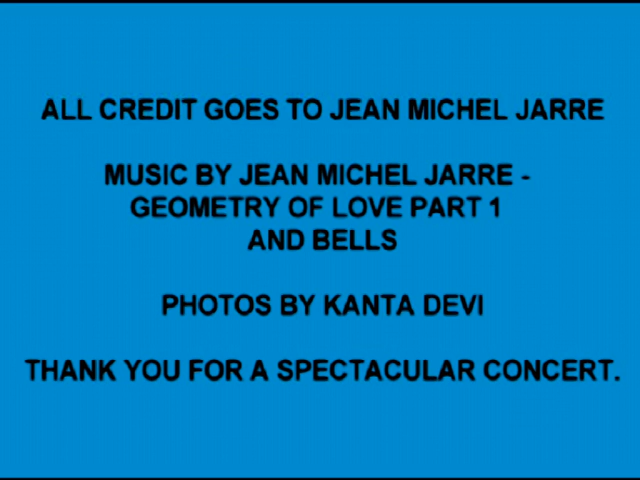 ALL CREDIT GOES TO JEAN MICHEL JARRE
MUSIC BY JEAN MICHEL JARRE -
GEOMETRY OF LOVE PART 1
AND BELLS
PHOTOS BY KANTA DEVI
THANK YOU FOR A SPECTACULAR CONCERT.